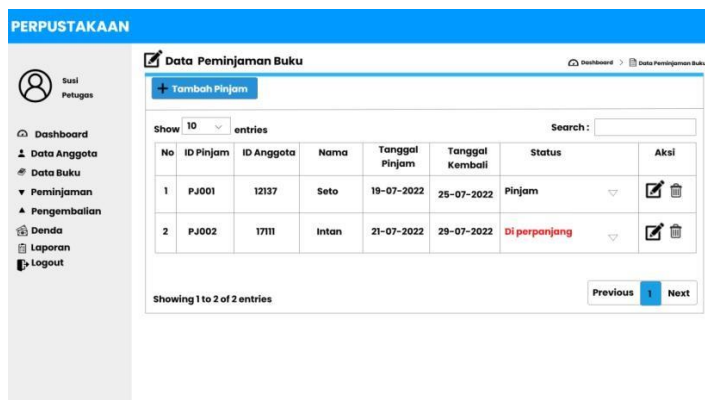 PERPUSTAKAAN
Susi
Petugas
Dashboard
Data Anggota
Data Buku
Peminjaman
Pengembalian
Denda
Laporan
Logout
Data Peminjaman Buku
Dashboard > Data Peminjaman Buku
+ Tambah Pinjam
Show 10 entries
Search :
No ID Pinjam ID Anggota Nama Tanggal Pinjam Tanggal Kembali Status Aksi
1 PJ001 12137 Seto 19-07-2022 25-07-2022 Pinjam
2 PJ002 17111 Intan 21-07-2022 29-07-2022 Di perpanjang
Showing 1 to 2 of 2 entries
Previous 1 Next